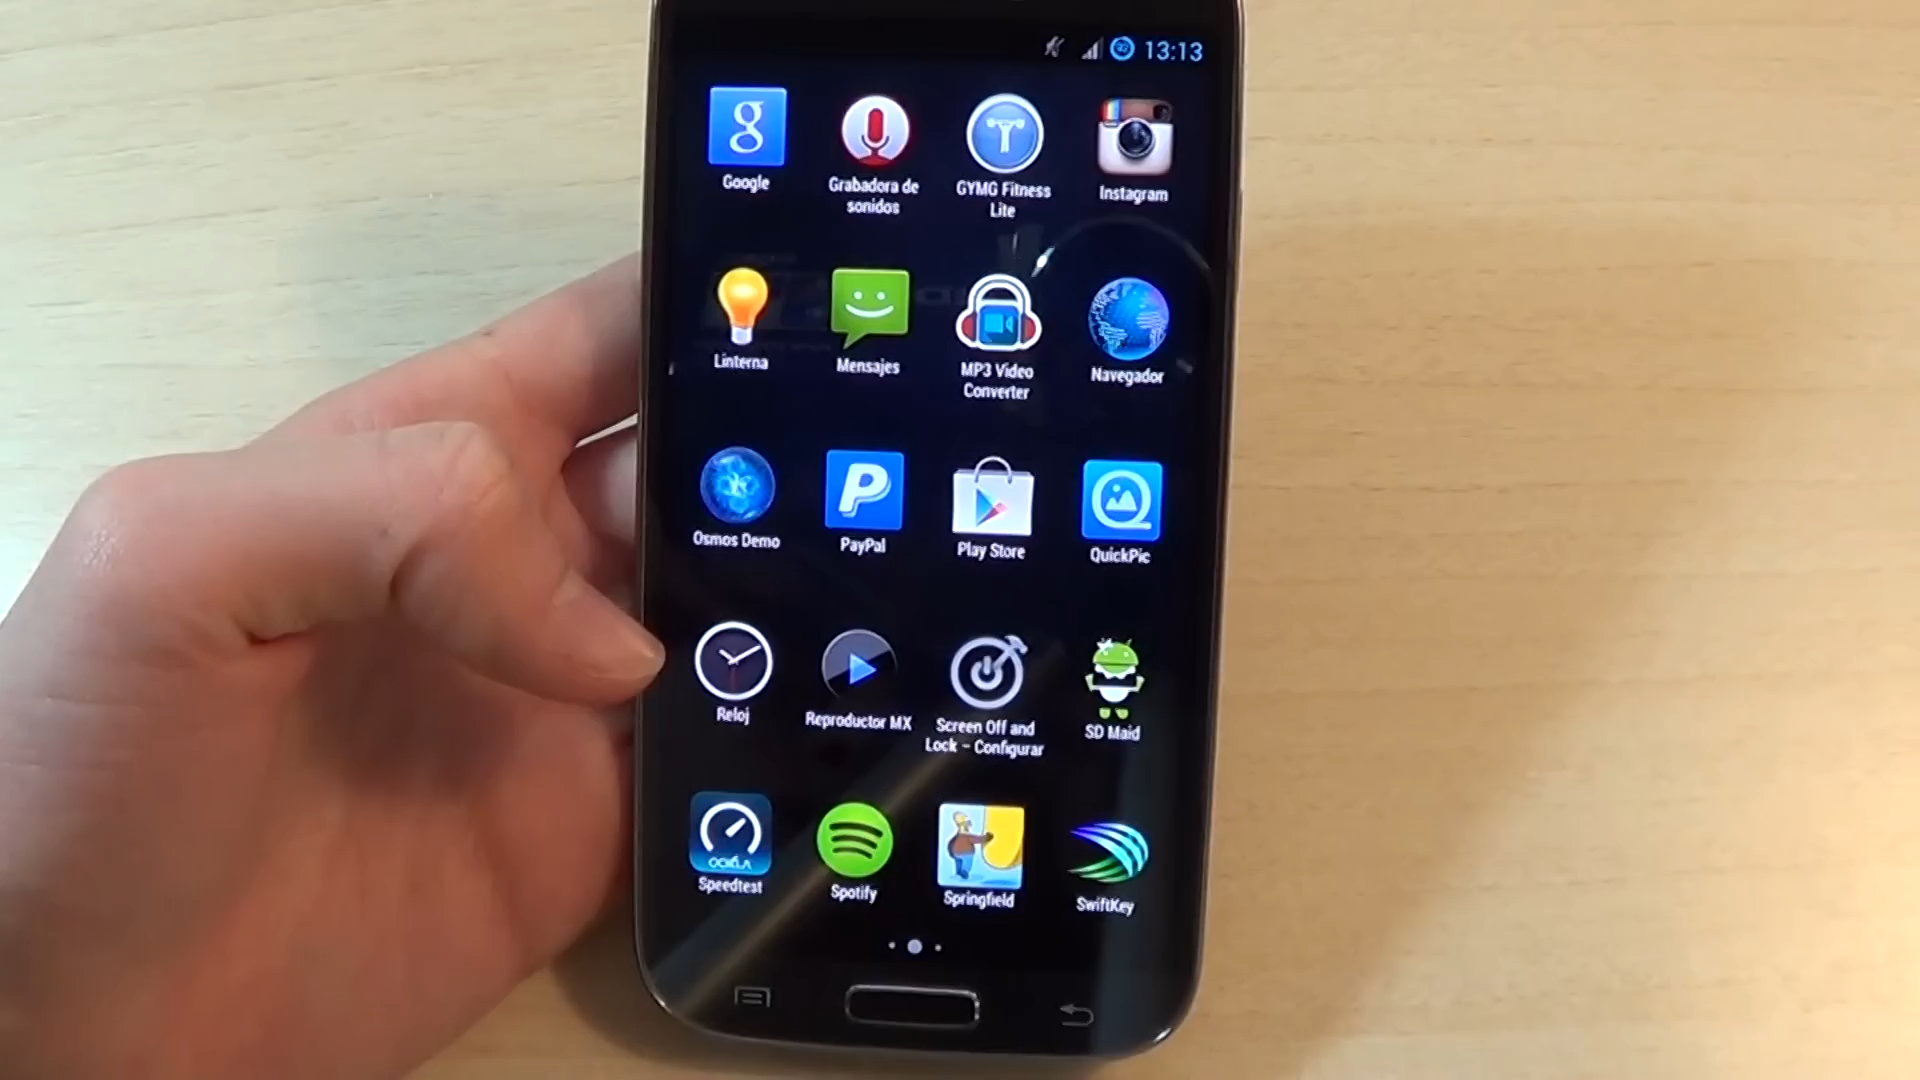 13:13
g
Google
Grabadora de
sonidos
GYMG Fitness
Lite
Instagram
Linterna
Mensajes
MP3 Video
Converter
Navegador
Osmos Demo
P
PayPal
Play Store
QuickPic
Reloj
Reproductor MX
Screen Off and
Lock - Configurar
SD Maid
OOKLA
Speedtest
Spotify
Springfield
SwiftKey